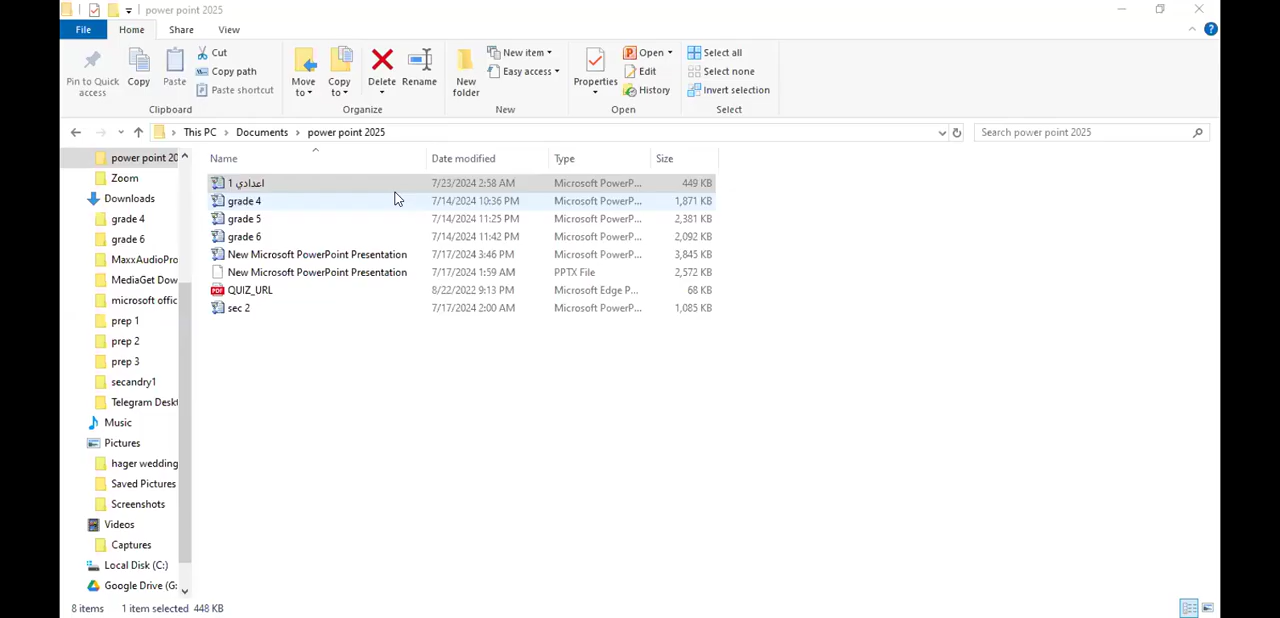 power point 2025
File Home Share View
Pin to Quick access
Copy
Paste
Cut
Copy path
Paste shortcut
Clipboard
Move to
Copy to
Delete
Rename
Organize
New folder
New item
Easy access
New
Properties
Open
Edit
History
Open
Select all
Select none
Invert selection
Select
This PC > Documents > power point 2025
Search power point 2025
Name Date modified Type Size
اعدادي 1 7/23/2024 2:58 AM Microsoft PowerP... 449 KB
grade 4 7/14/2024 10:36 PM Microsoft PowerP... 1,871 KB
grade 5 7/14/2024 11:25 PM Microsoft PowerP... 2,381 KB
grade 6 7/14/2024 11:42 PM Microsoft PowerP... 2,092 KB
New Microsoft PowerPoint Presentation 7/17/2024 3:46 PM Microsoft PowerP... 3,845 KB
New Microsoft PowerPoint Presentation 7/17/2024 1:59 AM PPTX File 2,572 KB
QUIZ_URL 8/22/2022 9:13 PM Microsoft Edge P... 68 KB
sec 2 7/17/2024 2:00 AM Microsoft PowerP... 1,085 KB
power point 20
Zoom
Downloads
grade 4
grade 6
MaxxAudioPro
MediaGet Dow
microsoft offic
prep 1
prep 2
prep 3
secandry1
Telegram Deskt
Music
Pictures
hager wedding
Saved Pictures
Screenshots
Videos
Captures
Local Disk (C:)
Google Drive (G:
8 items 1 item selected 448 KB